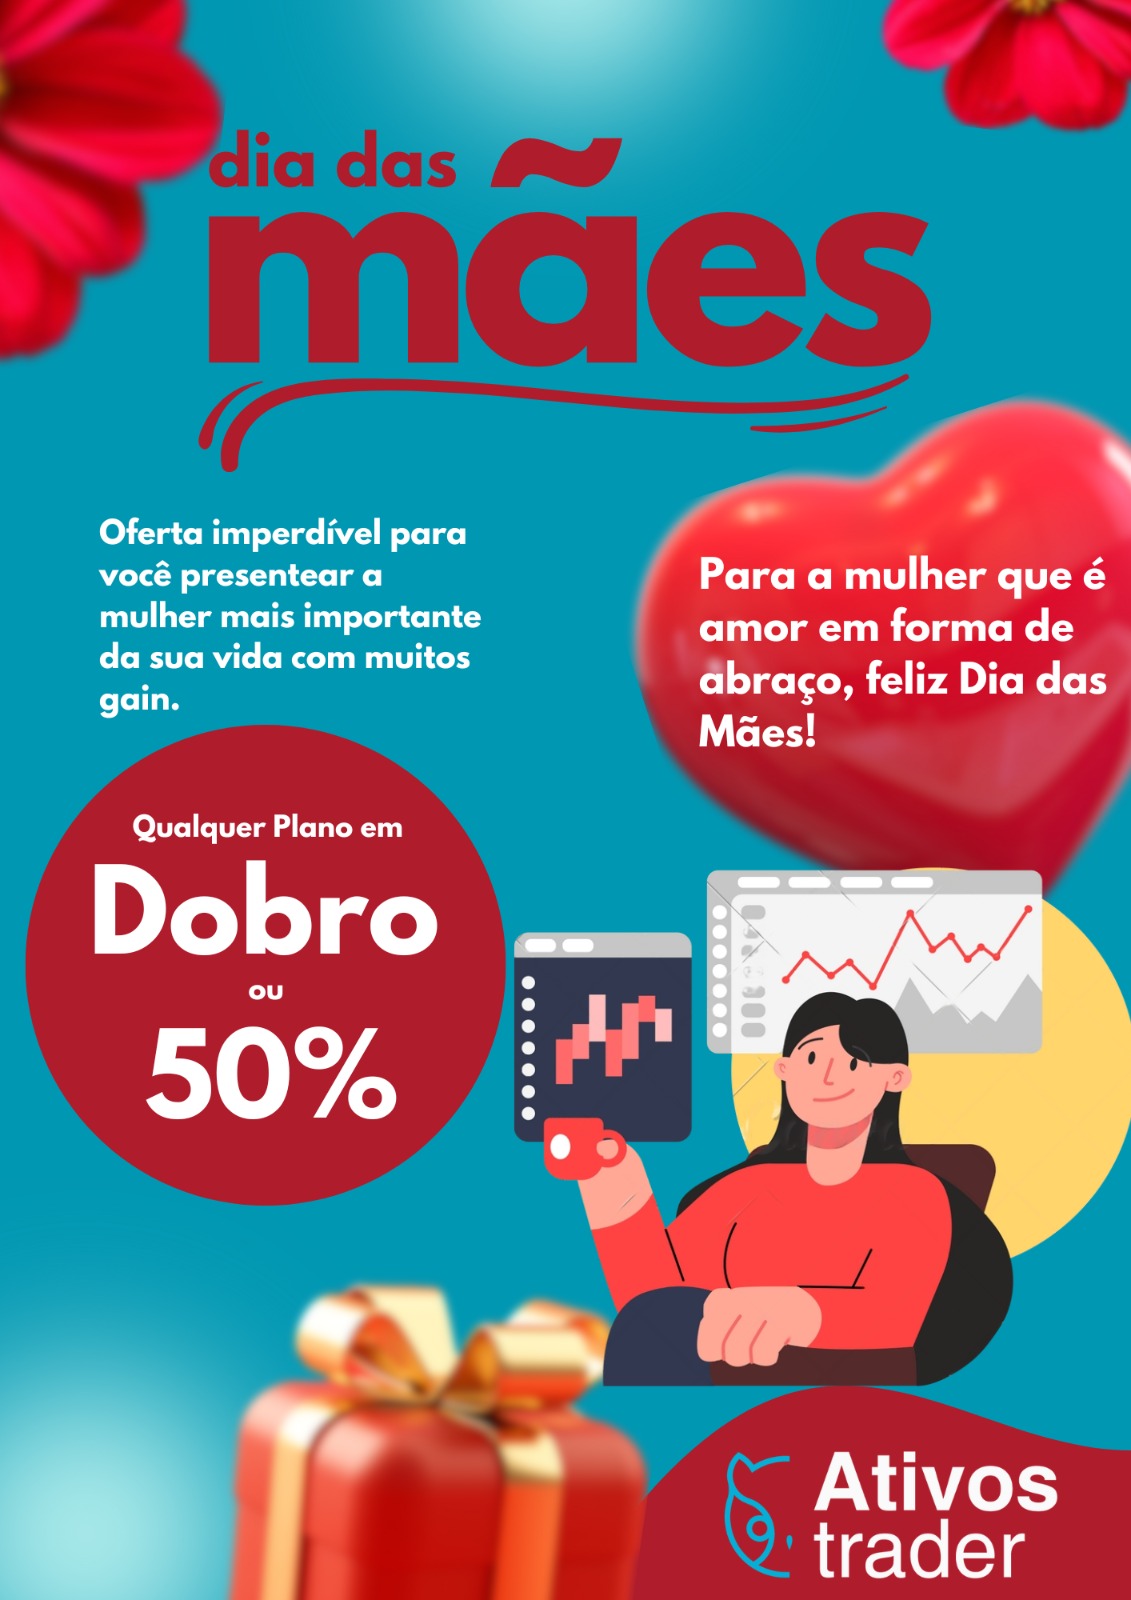 dia das
mães
Oferta imperdível para
você presentear a
mulher mais importante
da sua vida com muitos
gain.
Para a mulher que é
amor em forma de
abraço, feliz Dia das
Mães!
Qualquer Plano em
Dobro
ou
50%
Ativos
trader